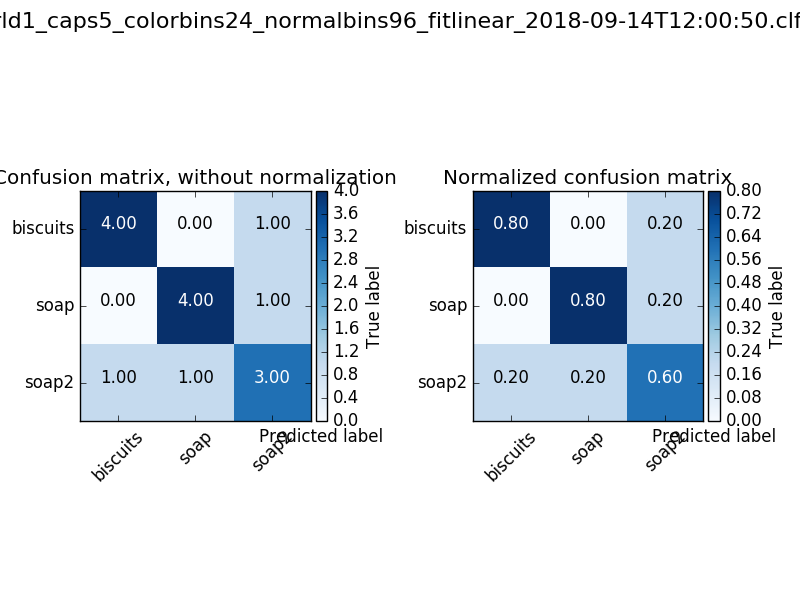 rld1_caps5_colorbins24_normalbins96_fitlinear_2018-09-14T12:00:50.clf
Confusion matrix, without normalization
biscuits 4.00 0.00 1.00
soap 0.00 4.00 1.00
soap2 1.00 1.00 3.00
biscuits soap soap2
Predicted label
4.0
3.6
3.2
2.8
2.4
2.0
1.6
1.2
0.8
0.4
0.0
True label
Normalized confusion matrix
biscuits 0.80 0.00 0.20
soap 0.00 0.80 0.20
soap2 0.20 0.20 0.60
biscuits soap soap2
Predicted label
0.80
0.72
0.64
0.56
0.48
0.40
0.32
0.24
0.16
0.08
0.00
True label